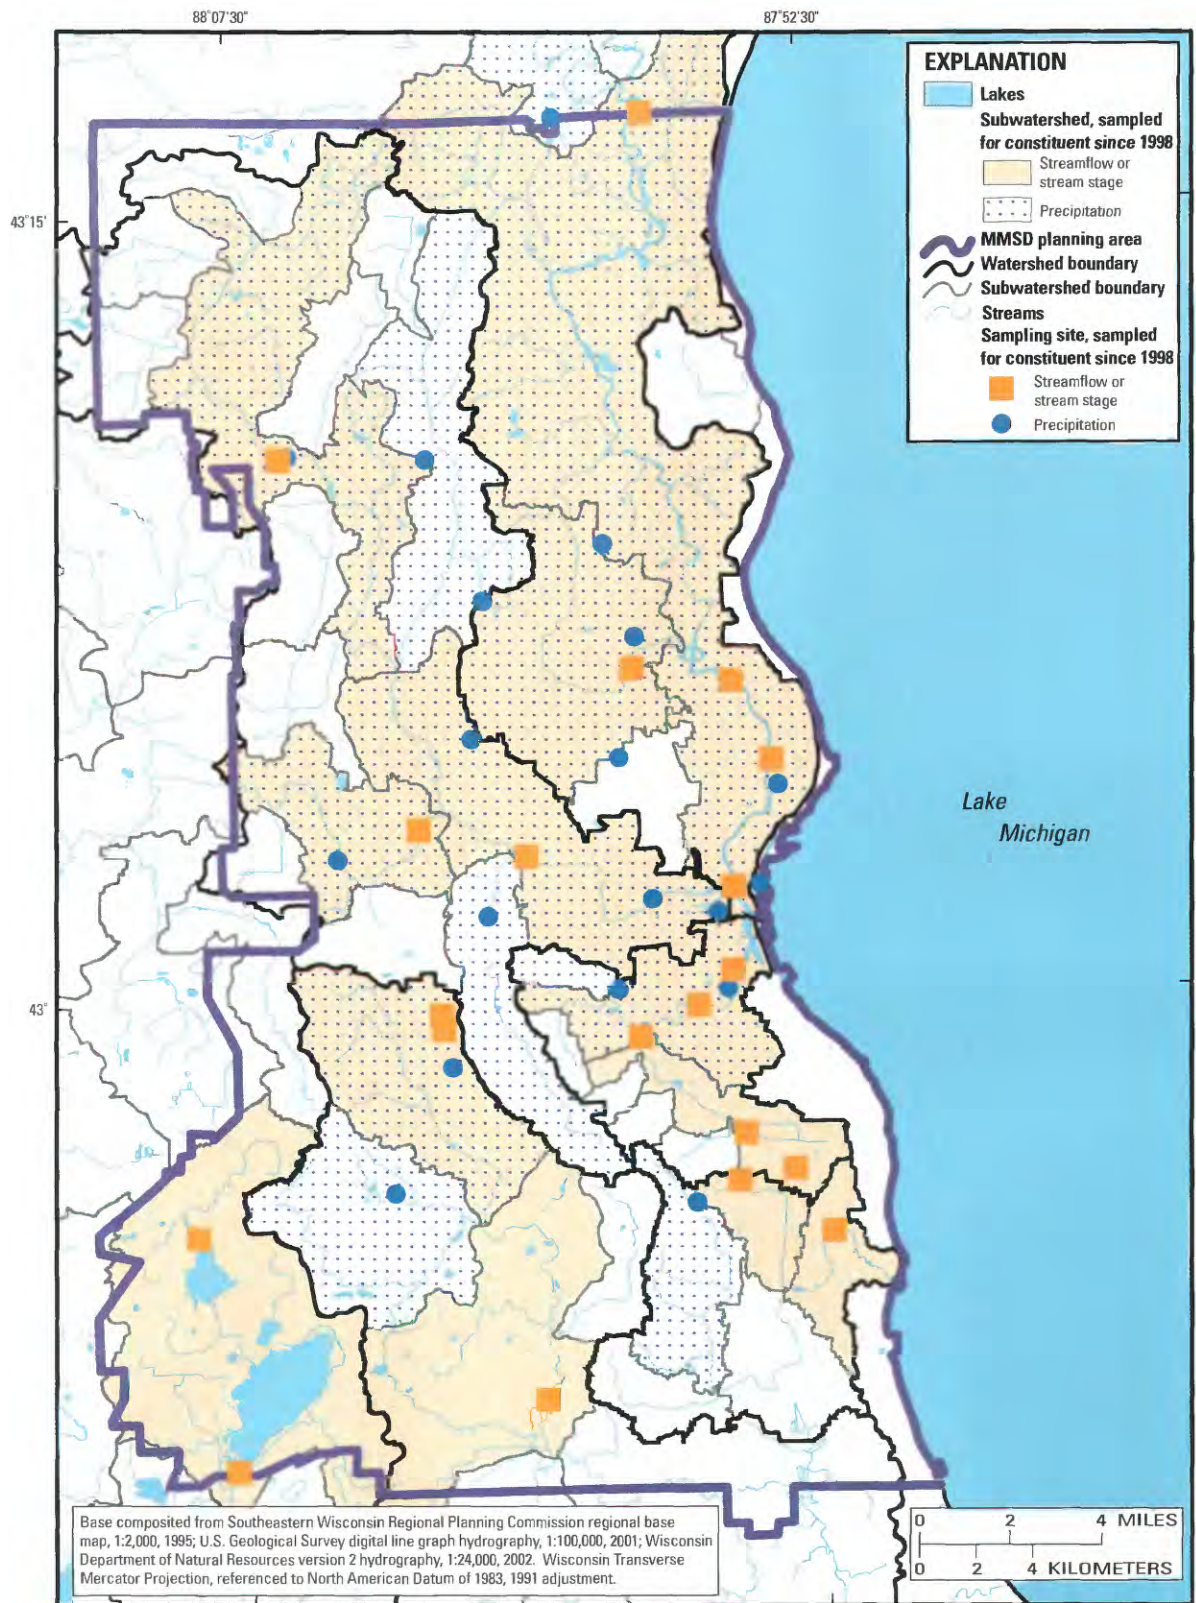 88°07'30"
87°52'30"
EXPLANATION
Lakes
Subwatershed, sampled
for constituent since 1998
Streamflow or
stream stage
Precipitation
MMSD planning area
Watershed boundary
Subwatershed boundary
Streams
Sampling site, sampled
for constituent since 1998
Streamflow or
stream stage
Precipitation
43°15'
Lake
Michigan
43°
Base composited from Southeastern Wisconsin Regional Planning Commission regional base
map, 1:2,000, 1995; U.S. Geological Survey digital line graph hydrography, 1:100,000, 2001; Wisconsin
Department of Natural Resources version 2 hydrography, 1:24,000, 2002. Wisconsin Transverse
Mercator Projection, referenced to North American Datum of 1983, 1991 adjustment.
0 2 4 MILES
0 2 4 KILOMETERS